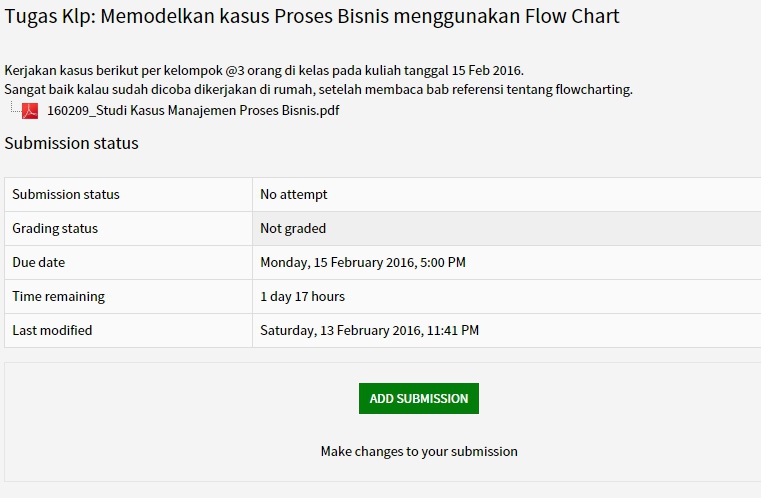 Tugas Klp: Memodelkan kasus Proses Bisnis menggunakan Flow Chart
Kerjakan kasus berikut per kelompok @3 orang di kelas pada kuliah tanggal 15 Feb 2016.
Sangat baik kalau sudah dicoba dikerjakan di rumah, setelah membaca bab referensi tentang flowcharting.
160209_Studi Kasus Manajemen Proses Bisnis.pdf
Submission status
Submission status No attempt
Grading status Not graded
Due date Monday, 15 February 2016, 5:00 PM
Time remaining 1 day 17 hours
Last modified Saturday, 13 February 2016, 11:41 PM
ADD SUBMISSION
Make changes to your submission